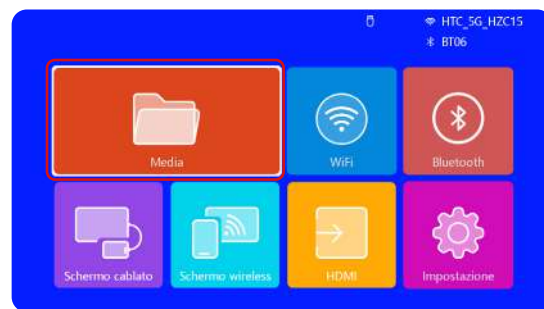 HTC_5G_HZC15
BT06
Media
WiFi
Bluetooth
Schermo cablato
Schermo wireless
HDMI
Impostazione